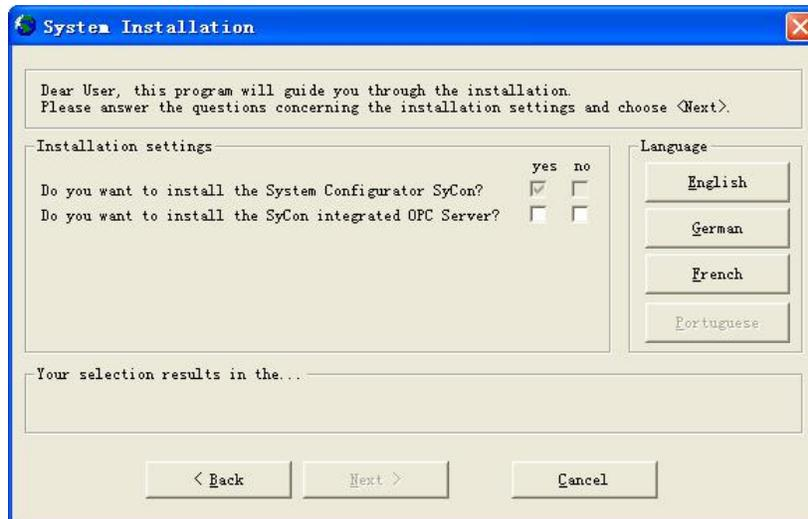 System Installation
Dear User, this program will guide you through the installation.
Please answer the questions concerning the installation settings and choose <Next>.
Installation settings
yes no
Do you want to install the System Configurator SyCon?
Do you want to install the SyCon integrated OPC Server?
Language
English
German
French
Portuguese
Your selection results in the...
< Back
Next >
Cancel